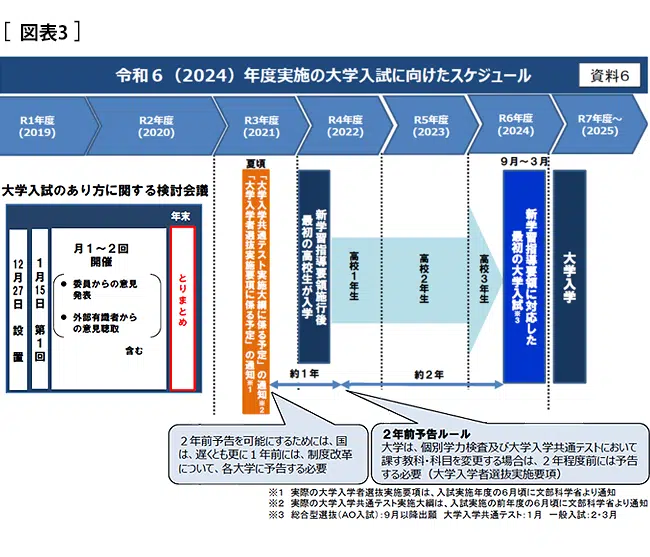 [ 図表3 ]
令和６（2024）年度実施の大学入試に向けたスケジュール
資料６
R1年度
(2019)
R2年度
(2020)
R3年度
(2021)
R4年度
(2022)
R5年度
(2023)
R6年度
(2024)
R7年度～
(2025)
夏頃
9月～3月
大学入試のあり方に関する検討会議
12月27日 設置
1月15日 第1回
月１～２回
開催
● 委員からの意見
発表
● 外部有識者から
の意見聴取
含む
年末
とりまとめ
「大学入学共通テスト実施大綱に係る予定」の通知※2
「大学入学者選抜実施要項に係る予定」の通知※1
新学習指導要領施行後
最初の高校生が入学
高校1年生
高校2年生
高校3年生
新学習指導要領に対応した
最初の大学入試※3
大学入学
約1年
約2年
２年前予告を可能にするためには、国
は、遅くとも更に１年前には、制度改革
について、各大学に予告する必要
２年前予告ルール
大学は、個別学力検査及び大学入学共通テストにおいて
課す教科・科目を変更する場合は、２年程度前には予告
する必要（大学入学者選抜実施要項）
※1 実際の大学入学者選抜実施要項は、入試実施年度の6月頃に文部科学省より通知
※2 実際の大学入学共通テスト実施大綱は、入試実施の前年度の6月頃に文部科学省より通知
※3 総合型選抜(AO入試)：9月以降出願 大学入学共通テスト：1月 一般入試：2・3月